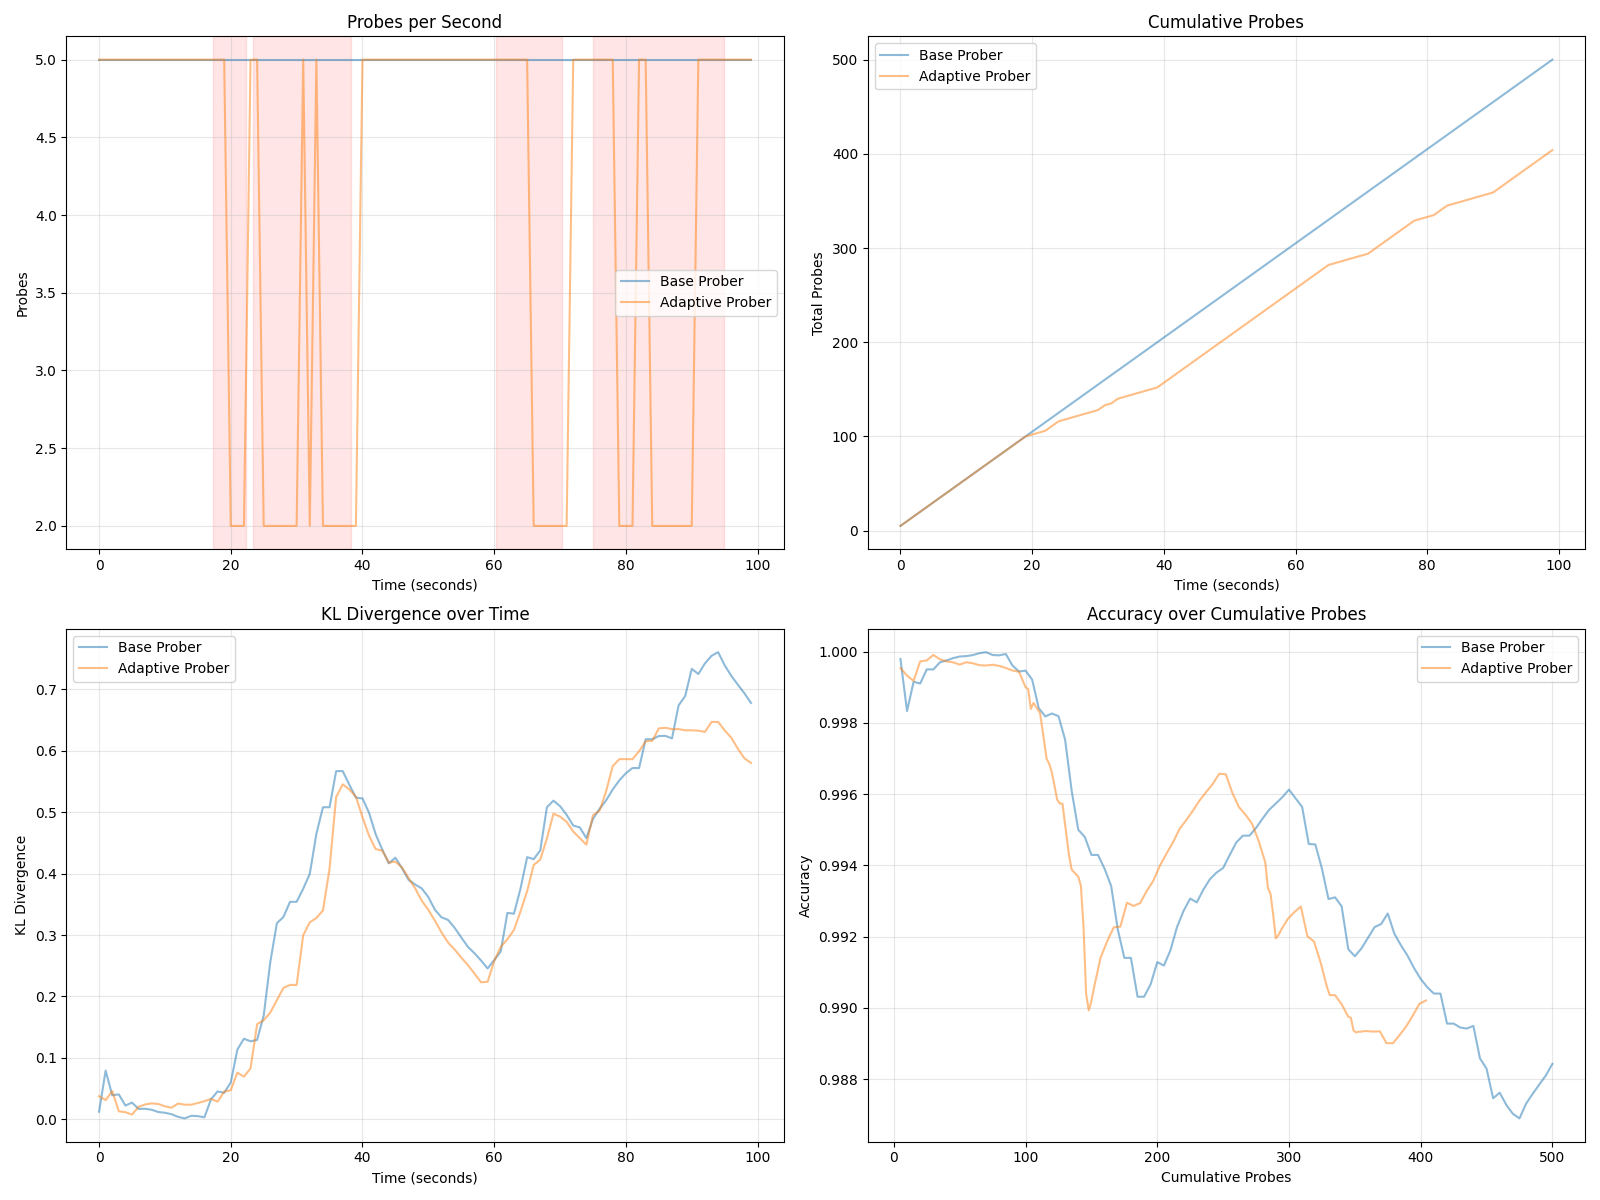 Probes per Second
Probes
5.0
4.5
4.0
3.5
3.0
2.5
2.0
Base Prober
Adaptive Prober
0 20 40 60 80 100
Time (seconds)
Cumulative Probes
Total Probes
500
400
300
200
100
0
Base Prober
Adaptive Prober
0 20 40 60 80 100
Time (seconds)
KL Divergence over Time
KL Divergence
0.7
0.6
0.5
0.4
0.3
0.2
0.1
0.0
Base Prober
Adaptive Prober
0 20 40 60 80 100
Time (seconds)
Accuracy over Cumulative Probes
Accuracy
1.000
0.998
0.996
0.994
0.992
0.990
0.988
Base Prober
Adaptive Prober
0 100 200 300 400 500
Cumulative Probes